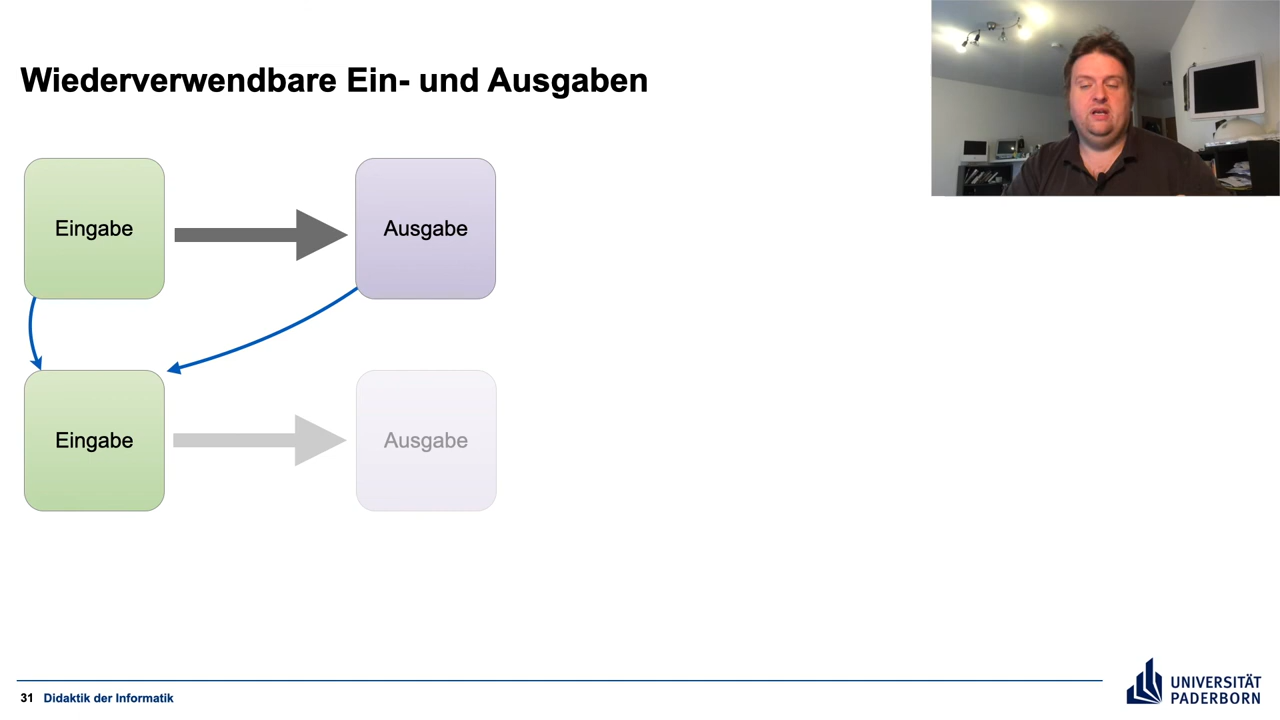 Wiederverwendbare Ein- und Ausgaben
Eingabe
Ausgabe
Eingabe
Ausgabe
31 Didaktik der Informatik
UNIVERSITÄT
PADERBORN